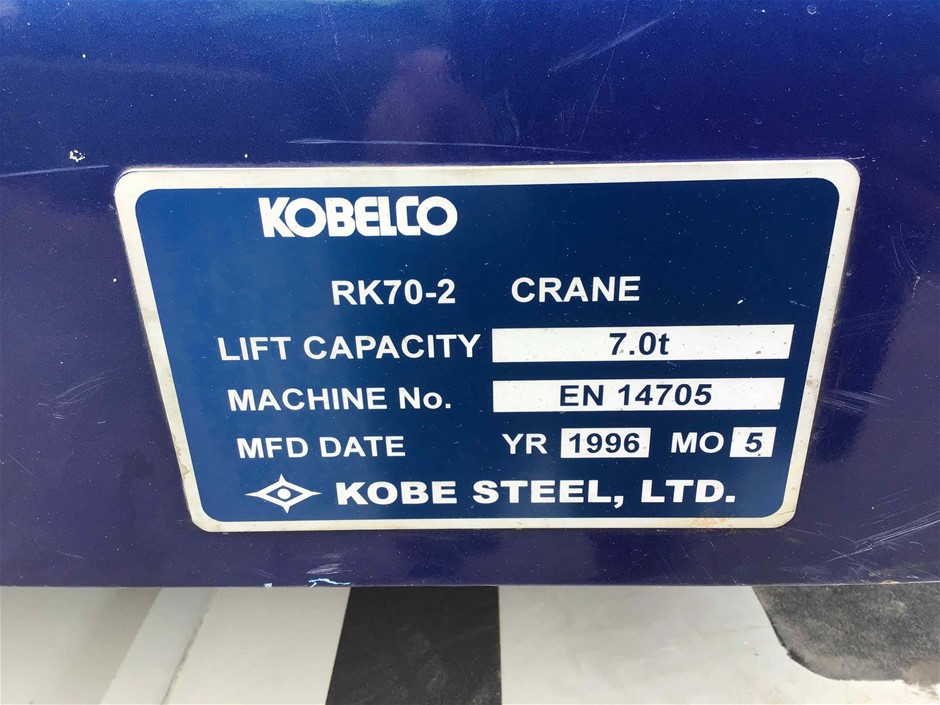 KOBELCO
RK70-2 CRANE
LIFT CAPACITY 7.0t
MACHINE No. EN 14705
MFD DATE YR 1996 MO 5
KOBE STEEL, LTD.